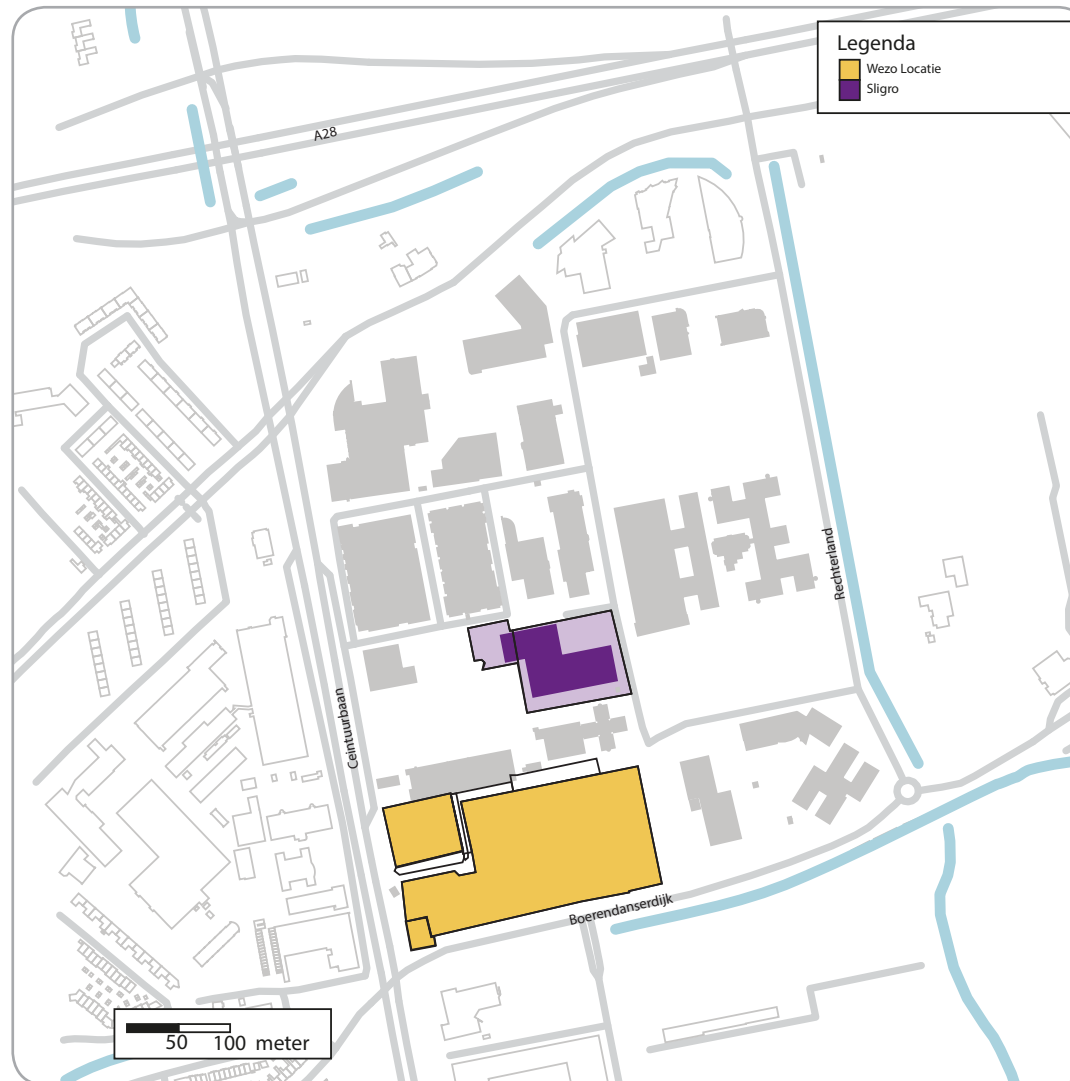 Legenda
Wezo Locatie
Sligro
A28
Rechterland
Ceintuurbaan
Boerendanserdijk
50 100 meter